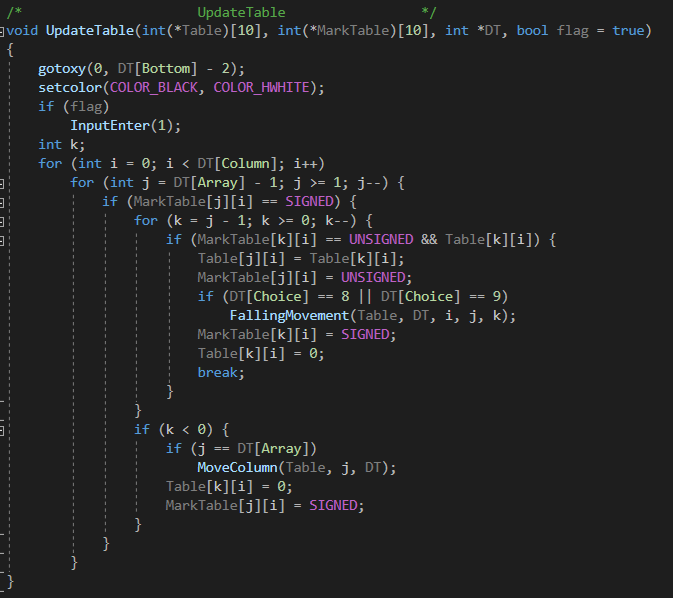 /*                      UpdateTable                 */
void UpdateTable(int(*Table)[10], int(*MarkTable)[10], int *DT, bool flag = true)
{
    gotoxy(0, DT[Bottom] - 2);
    setcolor(COLOR_BLACK, COLOR_HWHITE);
    if (flag)
        InputEnter(1);
    int k;
    for (int i = 0; i < DT[Column]; i++)
        for (int j = DT[Array] - 1; j >= 1; j--) {
            if (MarkTable[j][i] == SIGNED) {
                for (k = j - 1; k >= 0; k--) {
                    if (MarkTable[k][i] == UNSIGNED && Table[k][i]) {
                        Table[j][i] = Table[k][i];
                        MarkTable[j][i] = UNSIGNED;
                        if (DT[Choice] == 8 || DT[Choice] == 9)
                            FallingMovement(Table, DT, i, j, k);
                        MarkTable[k][i] = SIGNED;
                        Table[k][i] = 0;
                        break;
                    }
                }
                if (k < 0) {
                    if (j == DT[Array])
                        MoveColumn(Table, j, DT);
                    Table[k][i] = 0;
                    MarkTable[j][i] = SIGNED;
                }
            }
        }
}